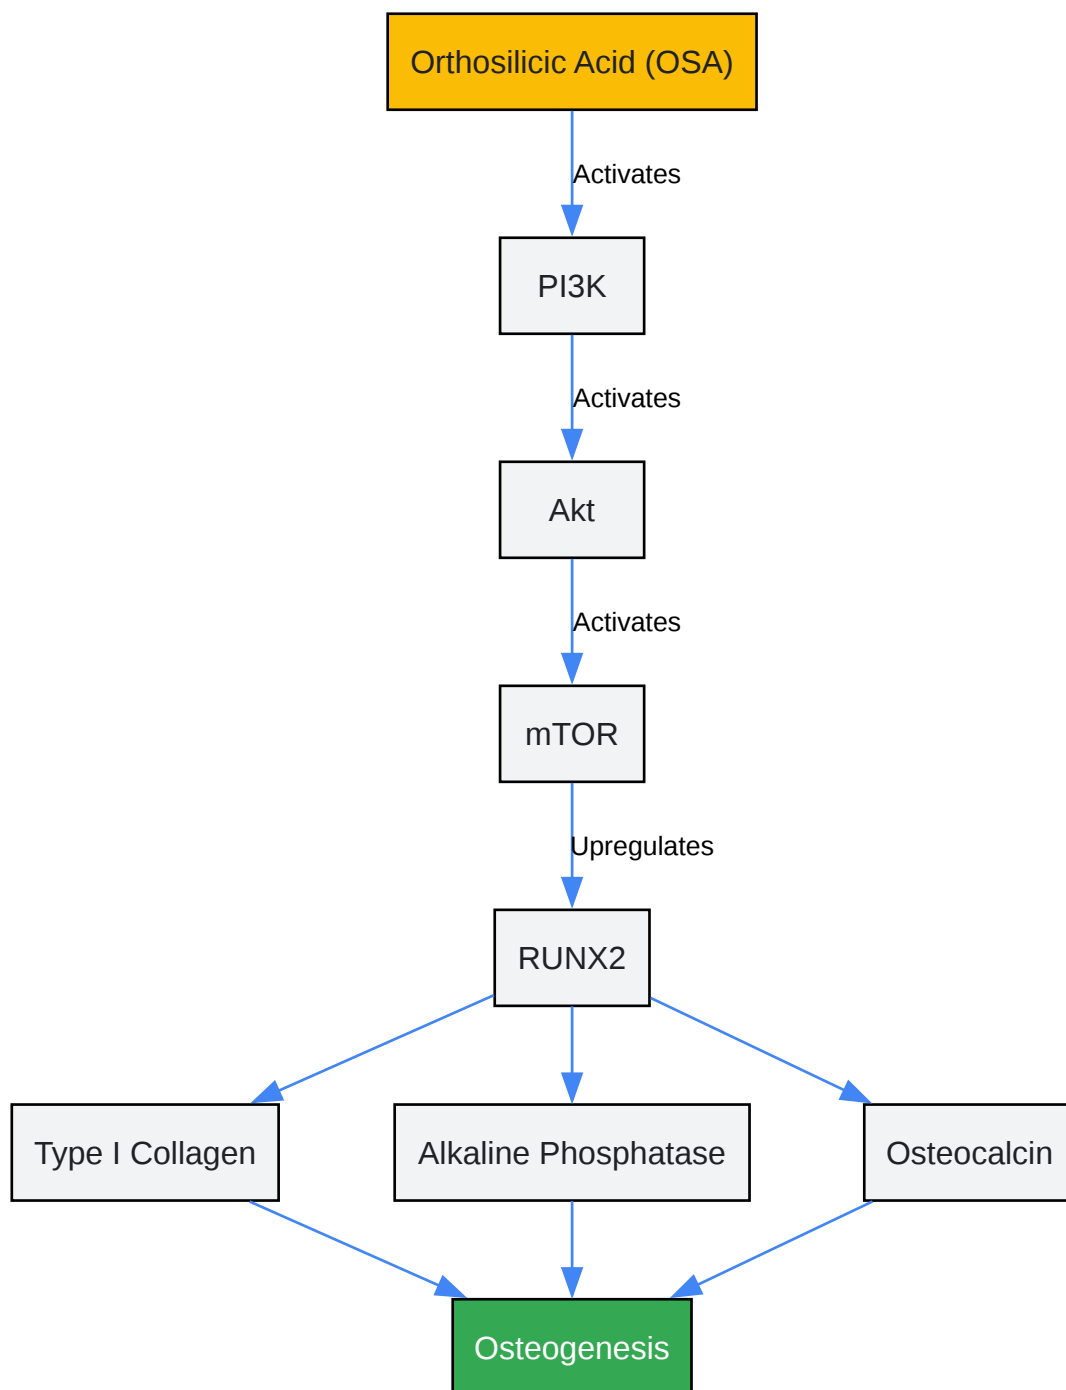 Orthosilicic Acid (OSA)
Activates
PI3K
Activates
Akt
Activates
mTOR
Upregulates
RUNX2
Type I Collagen
Alkaline Phosphatase
Osteocalcin
Osteogenesis